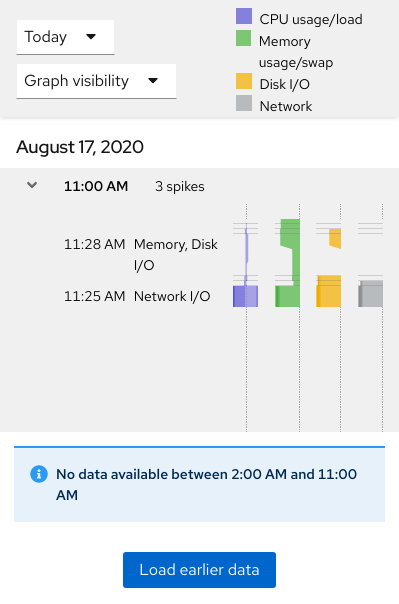 Today
Graph visibility
CPU usage/load
Memory
usage/swap
Disk I/O
Network
August 17, 2020
11:00 AM 3 spikes
11:28 AM Memory, Disk
I/O
11:25 AM Network I/O
No data available between 2:00 AM and 11:00
AM
Load earlier data